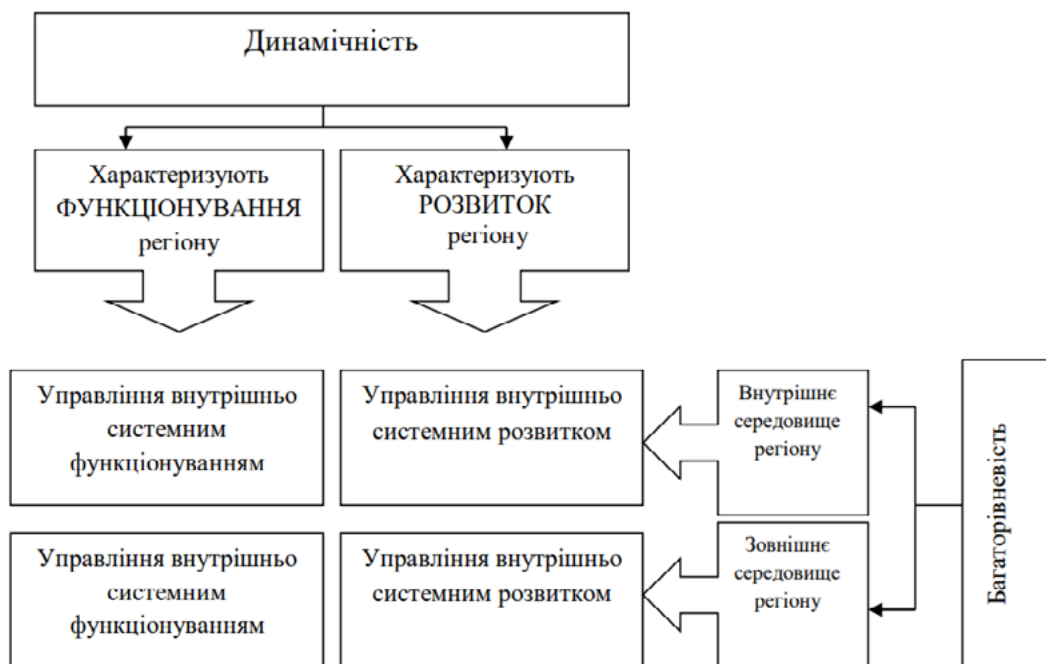 Динамічність
Характеризують
ФУНКЦІОНУВАННЯ
регіону
Характеризують
РОЗВИТОК
регіону
Управління внутрішньо
системним
функціонуванням
Управління внутрішньо
системним розвитком
Внутрішнє
середовище
регіону
Управління внутрішньо
системним
функціонуванням
Управління внутрішньо
системним розвитком
Зовнішнє
середовище
регіону
Багаторівневість